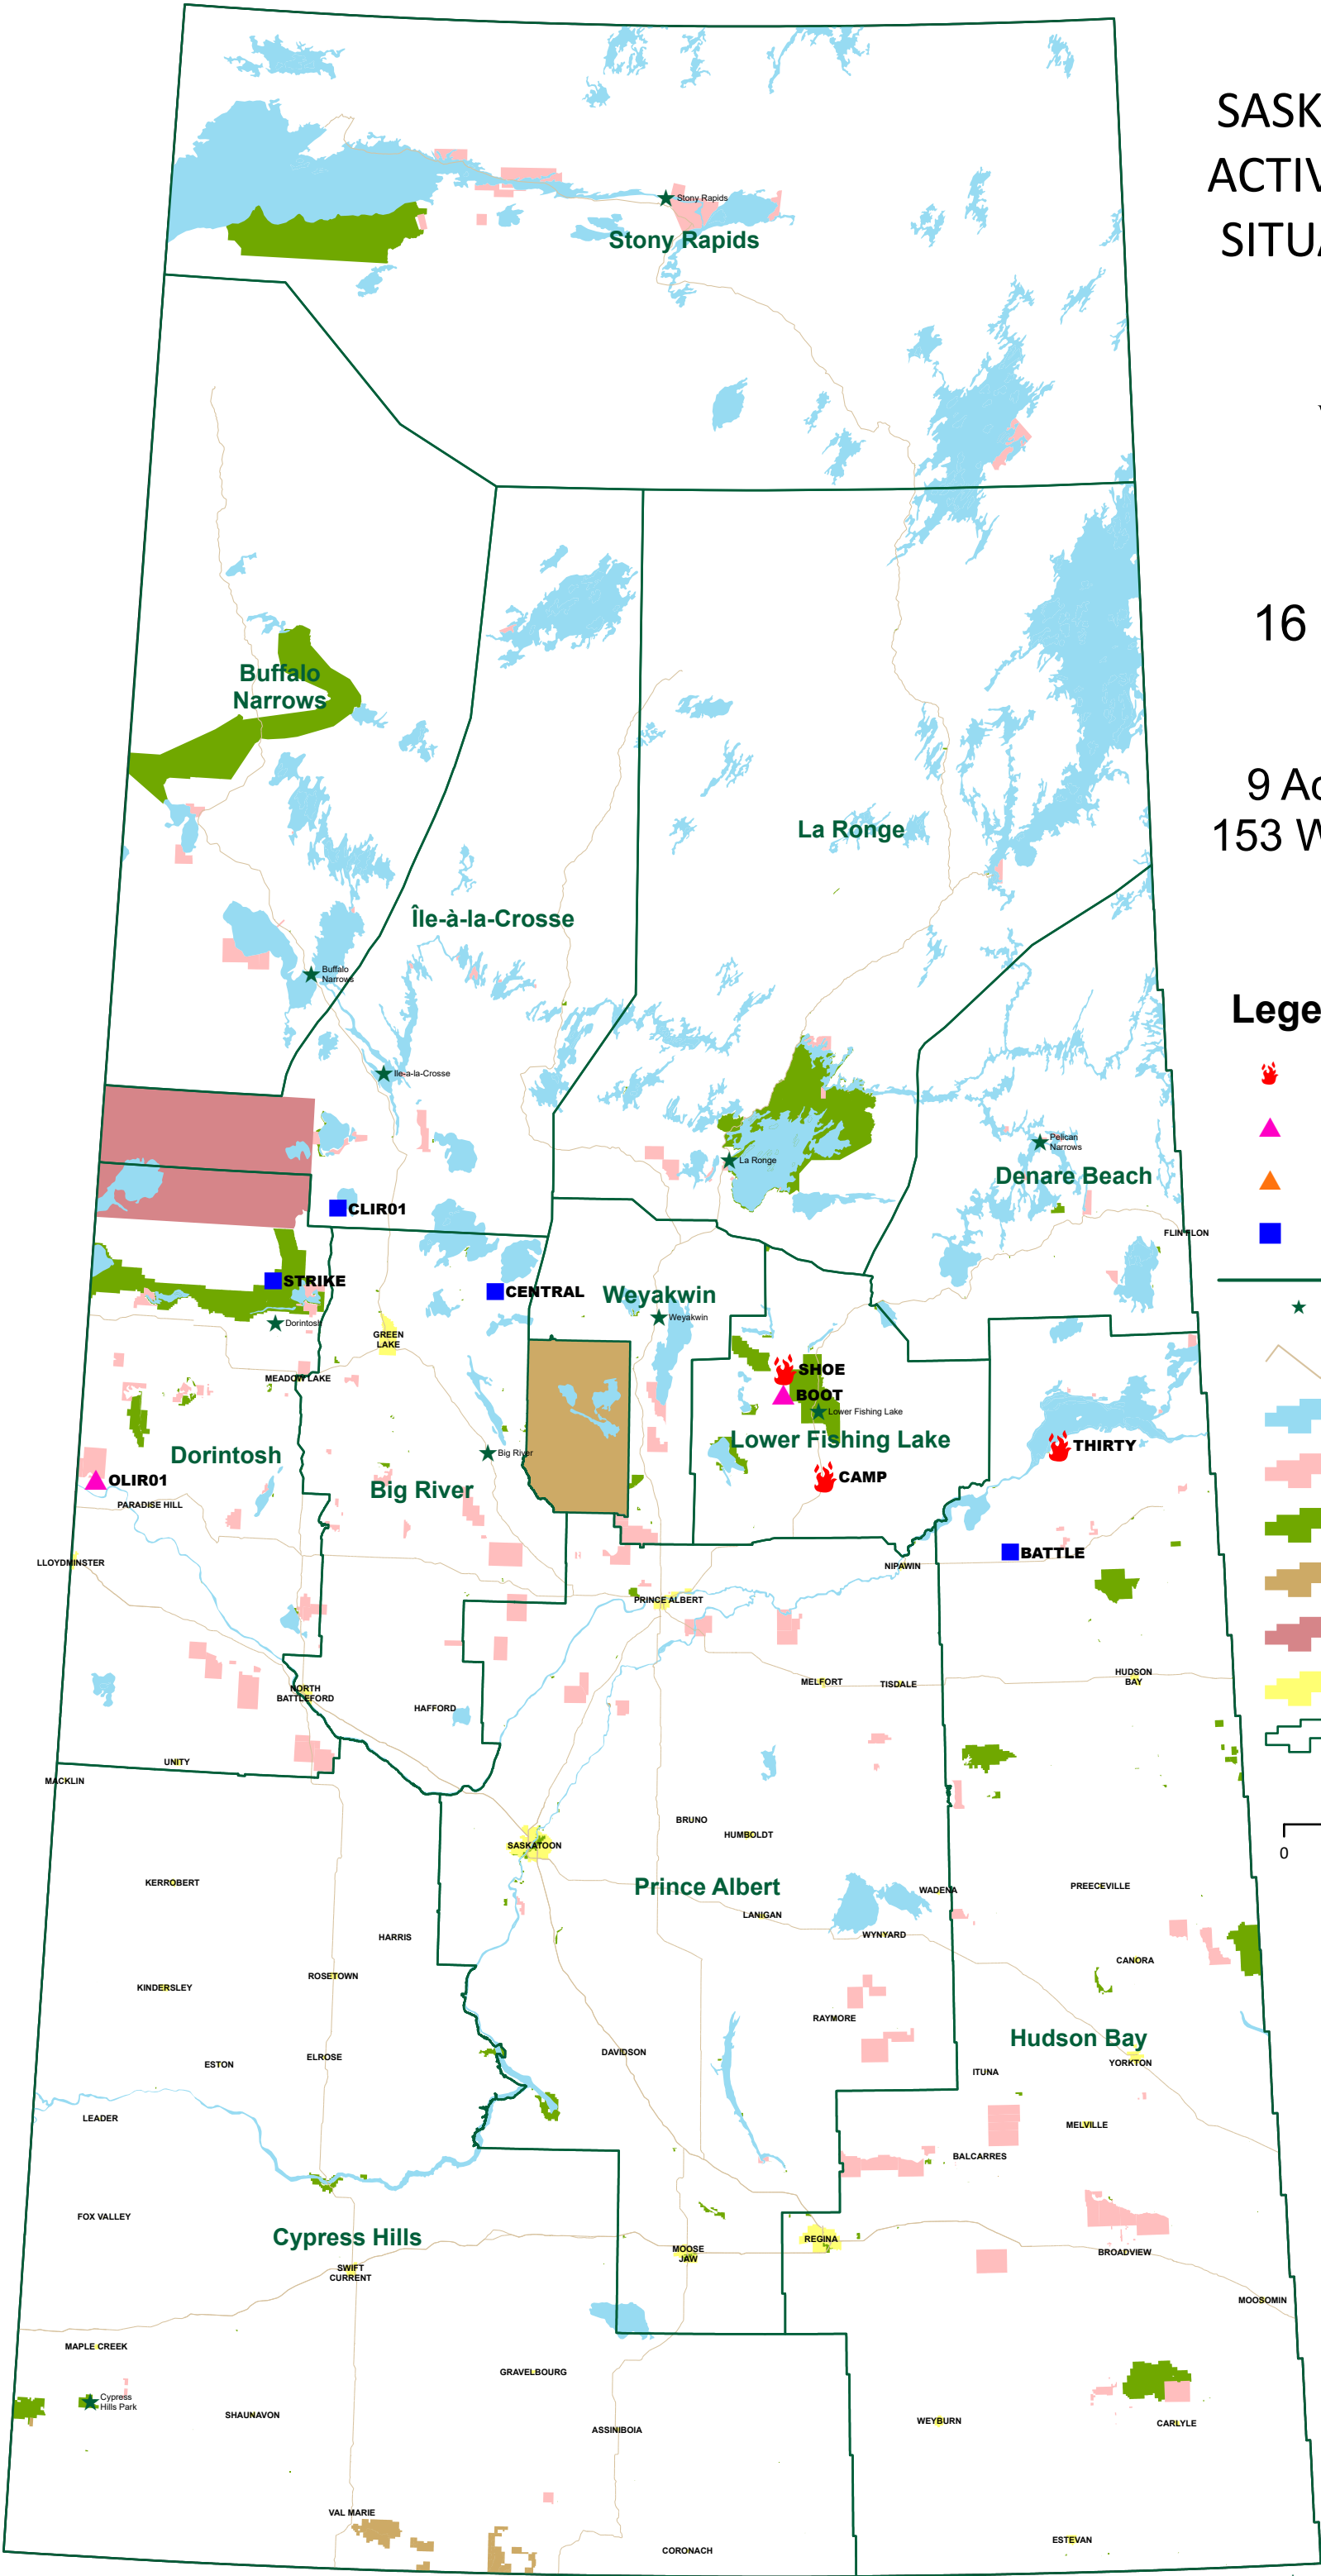 SASK
ACTIV
SITUA
16
9 Ac
153 W
Lege
0
Stony Rapids
Stony Rapids
Buffalo
Narrows
La Ronge
Île-à-la-Crosse
Buffalo
Narrows
Ile-a-la-Crosse
Pelican
Narrows
La Ronge
Denare Beach
CLIR01
FLIN FLON
STRIKE
CENTRAL
Weyakwin
Weyakwin
Dorintosh
GREEN
LAKE
MEADOW LAKE
SHOE
BOOT
Lower Fishing Lake
Lower Fishing Lake
THIRTY
Big River
Dorintosh
OLIR01
CAMP
Big River
PARADISE HILL
BATTLE
LLOYDMINSTER
NIPAWIN
PRINCE ALBERT
HUDSON
BAY
MELFORT
TISDALE
NORTH
BATTLEFORD
HAFFORD
UNITY
MACKLIN
BRUNO
HUMBOLDT
SASKATOON
KERROBERT
Prince Albert
WADENA
PREECEVILLE
LANIGAN
WYNYARD
HARRIS
CANORA
ROSETOWN
KINDERSLEY
RAYMORE
Hudson Bay
DAVIDSON
ELROSE
ESTON
YORKTON
ITUNA
LEADER
MELVILLE
BALCARRES
FOX VALLEY
Cypress Hills
REGINA
MOOSE
JAW
BROADVIEW
SWIFT
CURRENT
MOOSOMIN
MAPLE CREEK
GRAVELBOURG
Cypress
Hills Park
SHAUNAVON
WEYBURN
CARLYLE
ASSINIBOIA
VAL MARIE
ESTEVAN
CORONACH